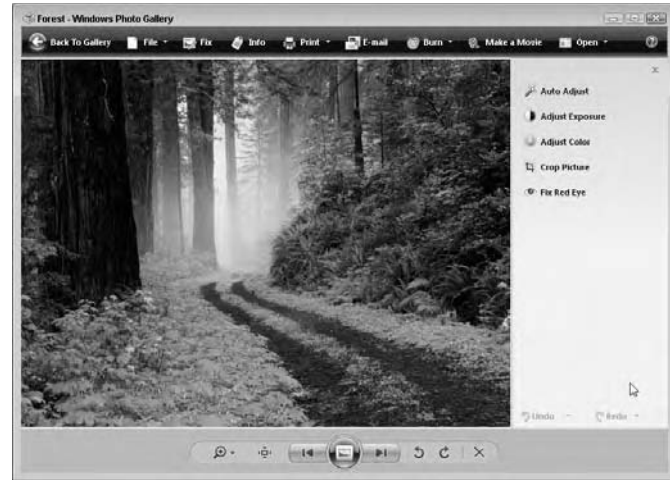 Forest - Windows Photo Gallery
Back To Gallery File Fix Info Print E-mail Burn Make a Movie Open
Auto Adjust
Adjust Exposure
Adjust Color
Crop Picture
Fix Red Eye
Undo Redo